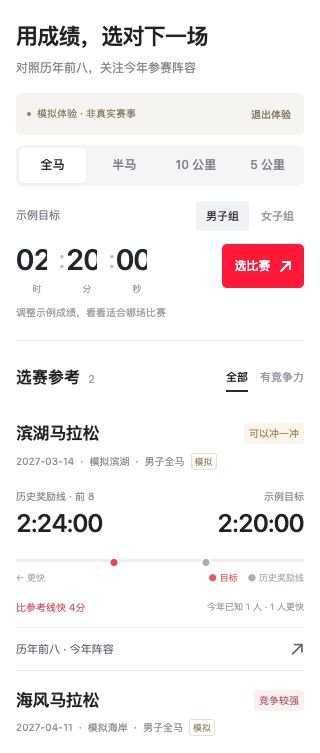 用成绩，选对下一场
对照历年前八，关注今年参赛阵容
模拟体验 · 非真实赛事 退出体验
全马 半马 10 公里 5 公里
示例目标 男子组 女子组
02 : 20 : 00 选比赛
时 分 秒
调整示例成绩，看看适合哪场比赛
选赛参考 2 全部 有竞争力
滨湖马拉松 可以冲一冲
2027-03-14 · 模拟滨湖 · 男子全马 模拟
历史奖励线 · 前 8 示例目标
2:24:00 2:20:00
← 更快 目标 历史奖励线
比参考线快 4分 今年已知 1 人 · 1 人更快
历年前八 · 今年阵容
海风马拉松 竞争较强
2027-04-11 · 模拟海岸 · 男子全马 模拟